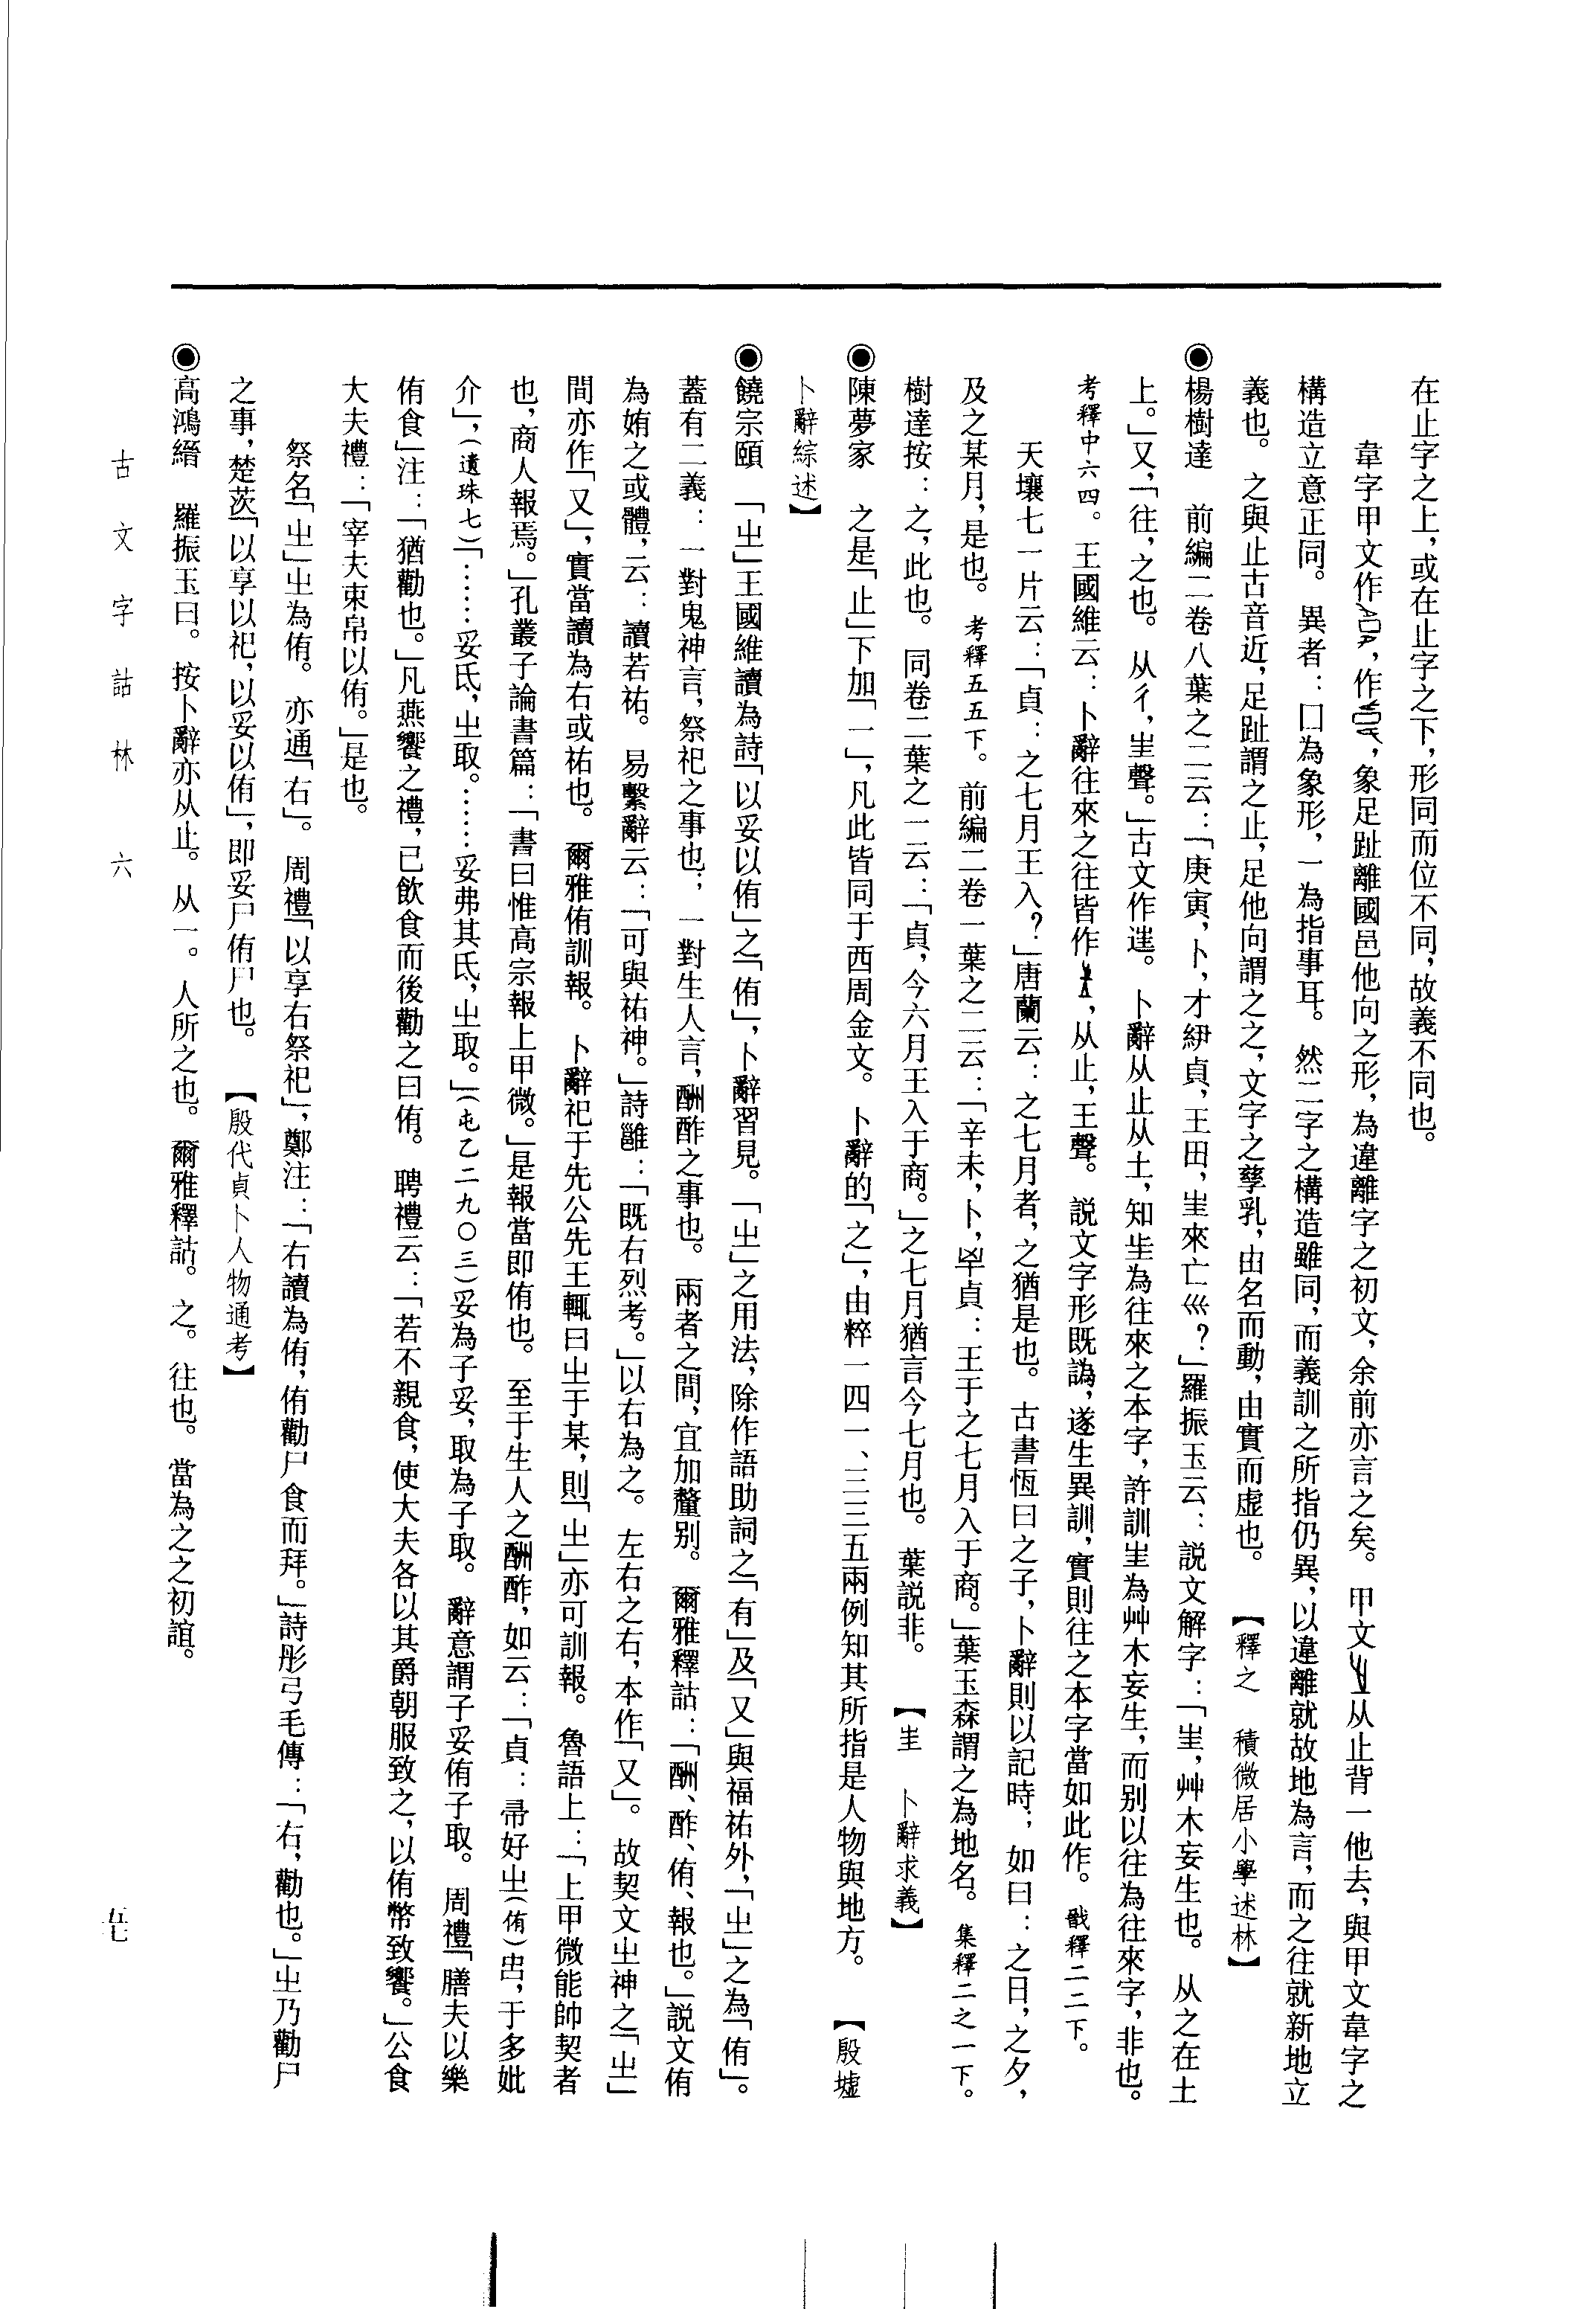 在止字之上，或在止字之下，形同而位不同，故義不同也。
韋字甲文作，作，象足趾離國邑他向之形，為違離字之初文，余前亦言之矣。甲文从止背一他去，與甲文韋字之
構造立意正同。異者：囗為象形，一為指事耳。然二字之構造雖同，而義訓之所指仍異，以違離就故地為言，而之往就新地立
義也。之與止古音近，足趾謂之止，足他向謂之之，文字之孳乳，由名而動，由實而虛也。【釋之　積微居小學述林】
◉楊樹達　前編二卷八葉之二云：「庚寅，卜，才㣇貞，王田，㞷來亡巛？」羅振玉云：説文解字：「㞷，艸木妄生也。从之在土
上。」又，「往，之也。从彳，㞷聲。」古文作𨓹。卜辭从止从土，知㞷為往來之本字，許訓㞷為艸木妄生，而别以往為往來字，非也。
考釋中六四。王國維云：卜辭往來之往皆作，从止，王聲。説文字形既譌，遂生異訓，實則往之本字當如此作。戩釋二二下。
天壤七一片云：「貞：之七月王入？」唐蘭云：之七月者，之猶是也。古書恆曰之子，卜辭則以記時；如曰：之日，之夕，
及之某月，是也。考釋五五下。前編二卷一葉之二云：「辛未，卜，𠦪貞：王于之七月入于商。」葉玉森謂之為地名。集釋二之一下。
樹達按：之，此也。同卷二葉之一云：「貞，今六月王入于商。」之七月猶言今七月也。葉説非。【㞷　卜辭求義】
◉陳夢家　之是「止」下加「一」，凡此皆同于西周金文。卜辭的「之」，由粹一四一、三三五兩例知其所指是人物與地方。【殷墟
卜辭綜述】
◉饒宗頤　「㞢」王國維讀為詩「以妥以侑」之「侑」，卜辭習見。「㞢」之用法，除作語助詞之「有」及「又」與福祐外，「㞢」之為「侑」。
蓋有二義：一對鬼神言，祭祀之事也；一對生人言，酬酢之事也。兩者之間，宜加釐别。爾雅釋詁：「酬、酢、侑、報也。」説文侑
為姷之或體，云：讀若祐。易繫辭云：「可與祐神。」詩雝：「既右烈考。」以右為之。左右之右，本作「又」。故契文㞢神之「㞢」
間亦作「又」，實當讀為右或祐也。爾雅侑訓報。卜辭祀于先公先王輒曰㞢于某，則「㞢」亦可訓報。魯語上：「上甲微能帥契者
也，商人報焉。」孔叢子論書篇：「書曰惟高宗報上甲微。」是報當即侑也。至于生人之酬酢，如云：「貞：帚好㞢（侑）𠱠，于多妣
介」，（遺珠七）「……妥氏，㞢取。……妥弗其氏，㞢取。」（屯乙二九〇三）妥為子妥，取為子取。辭意謂子妥侑子取。周禮「膳夫以樂
侑食」注：「猶勸也。」凡燕饗之禮，已飲食而後勸之曰侑。聘禮云：「若不親食，使大夫各以其爵朝服致之，以侑幣致饗。」公食
大夫禮：「宰夫束帛以侑。」是也。
祭名「㞢」㞢為侑。亦通「右」。周禮「以享右祭祀」，鄭注：「右讀為侑，侑勸尸食而拜。」詩彤弓毛傳：「右，勸也。」㞢乃勸尸
之事，楚茨「以享以祀，以妥以侑」，即妥尸侑尸也。【殷代貞卜人物通考】
◉高鴻縉　羅振玉曰。按卜辭亦从止。从一。人所之也。爾雅釋詁。之。往也。當為之之初誼。
古文字詁林　六
五七